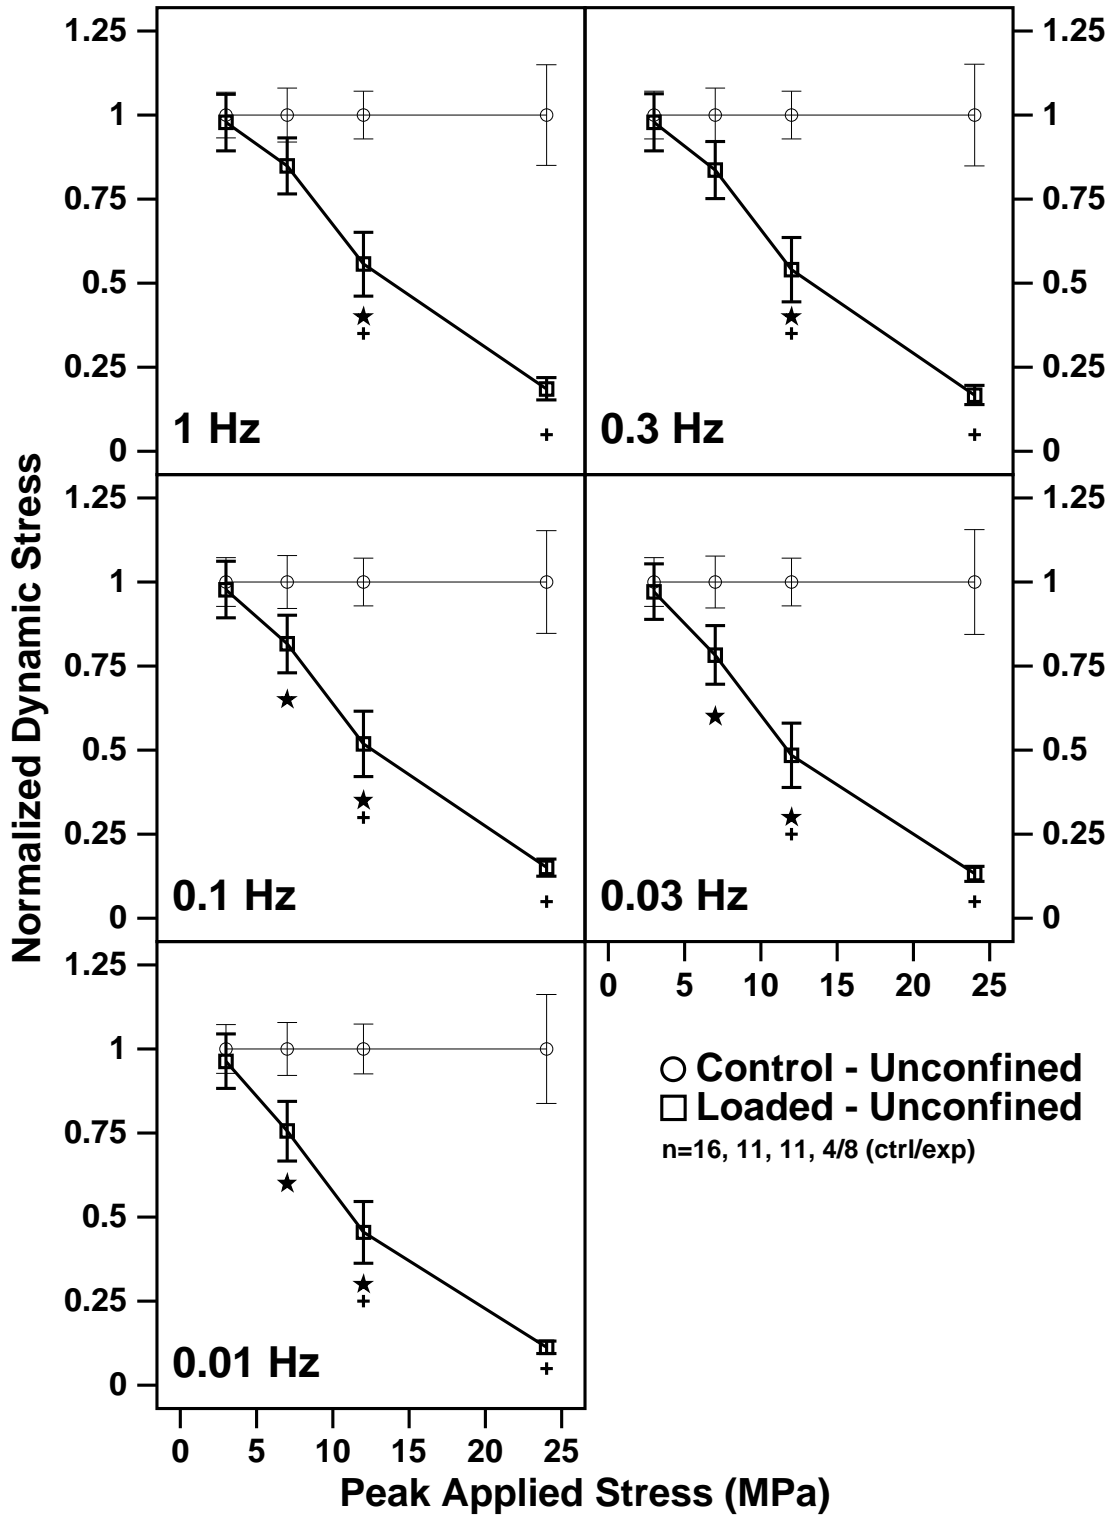 1.25
1
0.75
0.5
0.25
0
1 Hz
1.25
1
0.75
0.5
0.25
0
0.3 Hz
1.25
1
0.75
0.5
0.25
0
0.1 Hz
1.25
1
0.75
0.5
0.25
0
0.03 Hz
0 5 10 15 20 25
1.25
1
0.75
0.5
0.25
0
0.01 Hz
0 5 10 15 20 25
Normalized Dynamic Stress
Peak Applied Stress (MPa)
Control - Unconfined
Loaded - Unconfined
n=16, 11, 11, 4/8 (ctrl/exp)